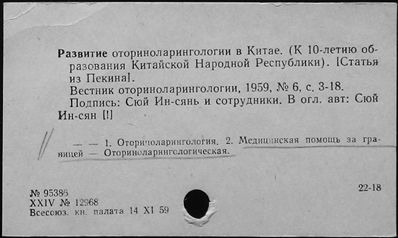 Развитие оториноларингологии в Китае. (К 10-летию об-
разования Китайской Народной Республики). [Статья
из Пекина].
Вестник оториноларингологии, 1959, № 6, с. 3-18.
Подпись: Сюй Ин-сянь и сотрудники. В огл. авт: Сюй
Ин-сян [!]
— — 1. Оториноларингология. 2. Медицинская помощь за гра-
ницей — Оториноларингологическая.
№ 95386
22-18
XXIV № 12968
Всесоюз. кн. палата 14 XI 59